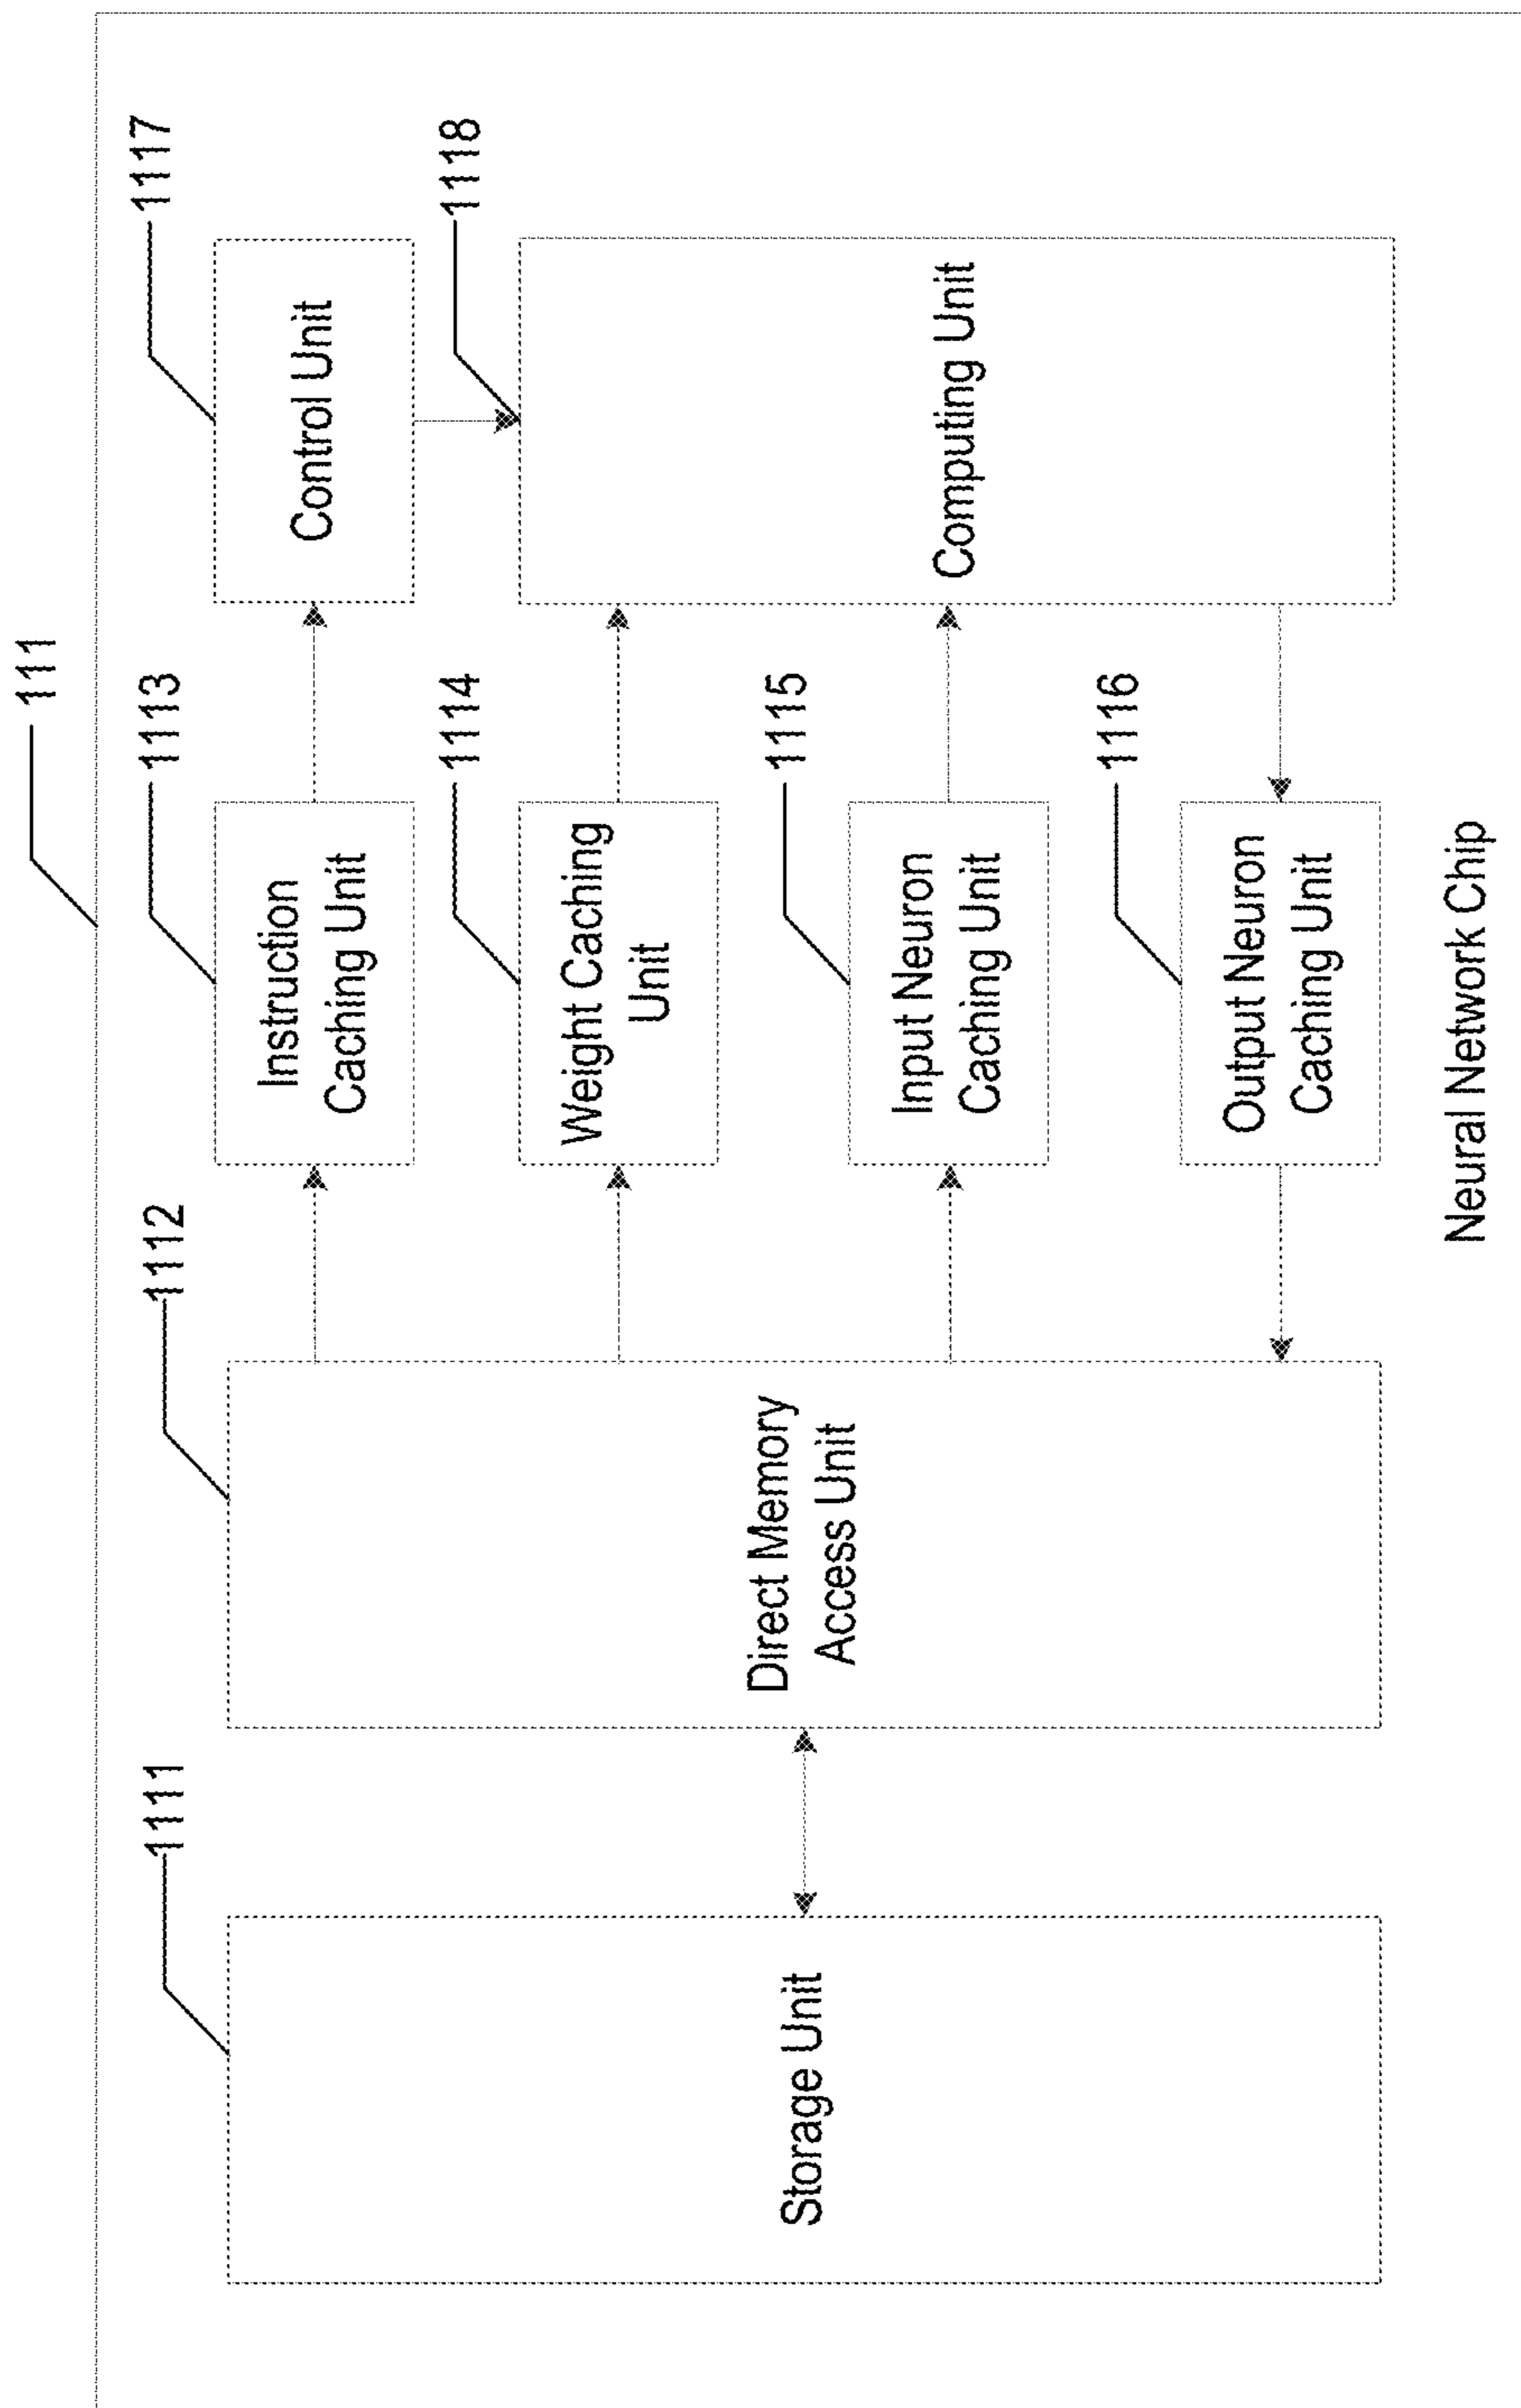 111
1111
1112
1113
1117
Storage Unit
Direct Memory
Access Unit
Instruction
Caching Unit
Control Unit
1114
1118
Weight Caching
Unit
Computing Unit
1115
Input Neuron
Caching Unit
1116
Output Neuron
Caching Unit
Neural Network Chip